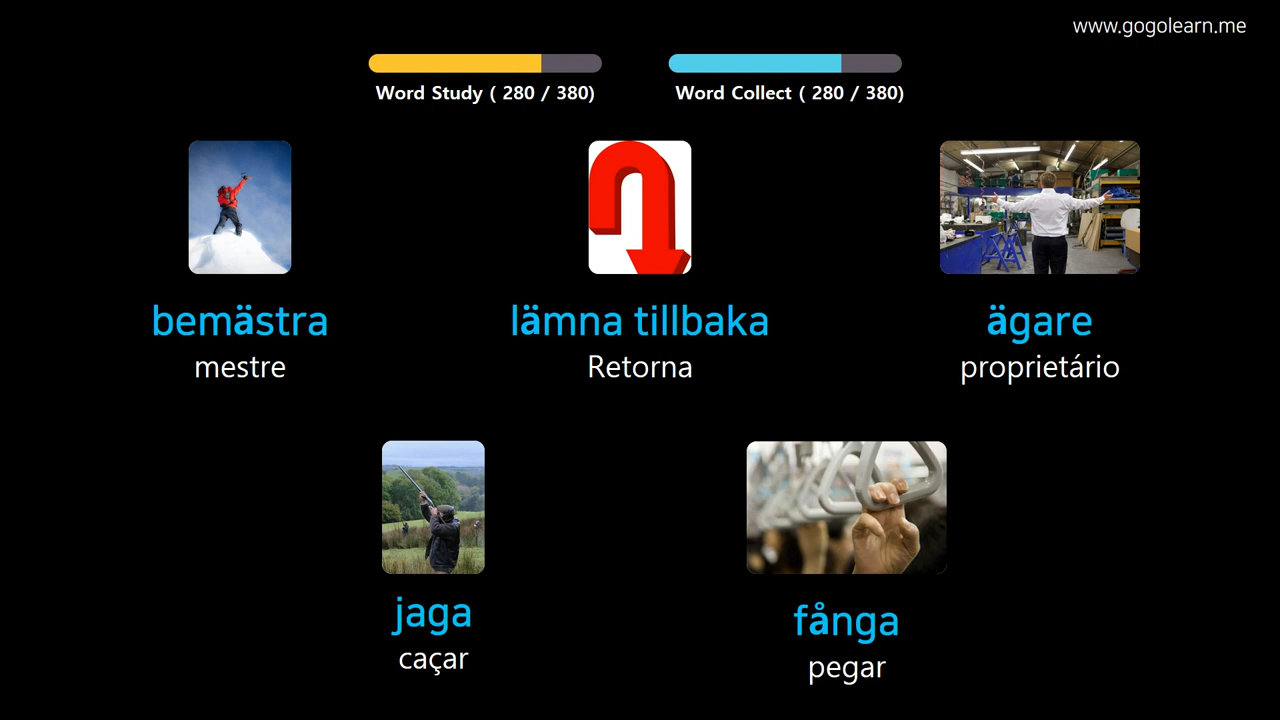 www.gogolearn.me
Word Study ( 280 / 380)
Word Collect ( 280 / 380)
bemästra
mestre
lämna tillbaka
Retorna
ägare
proprietário
jaga
caçar
fånga
pegar